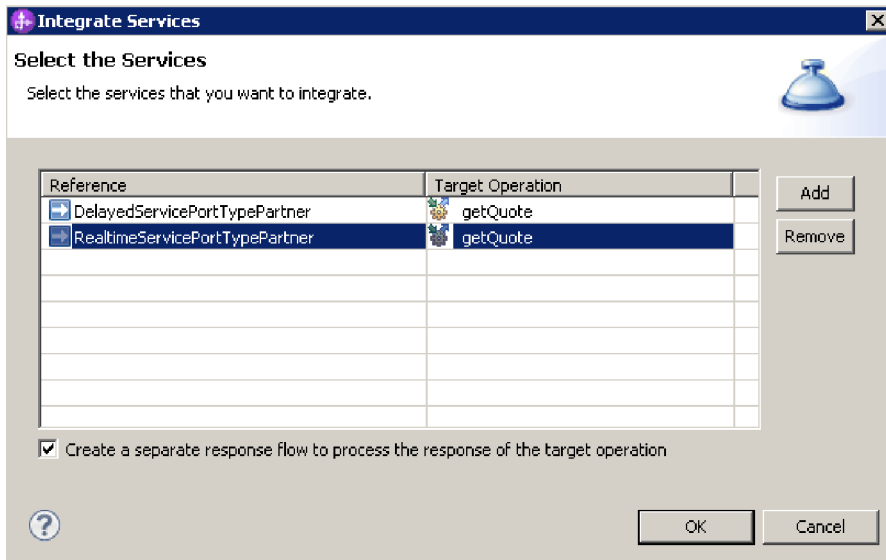 Integrate Services
Select the Services
Select the services that you want to integrate.
Reference Target Operation
Add
DelayedServicePortTypePartner getQuote
RealtimeServicePortTypePartner getQuote
Remove
Create a separate response flow to process the response of the target operation
? OK Cancel